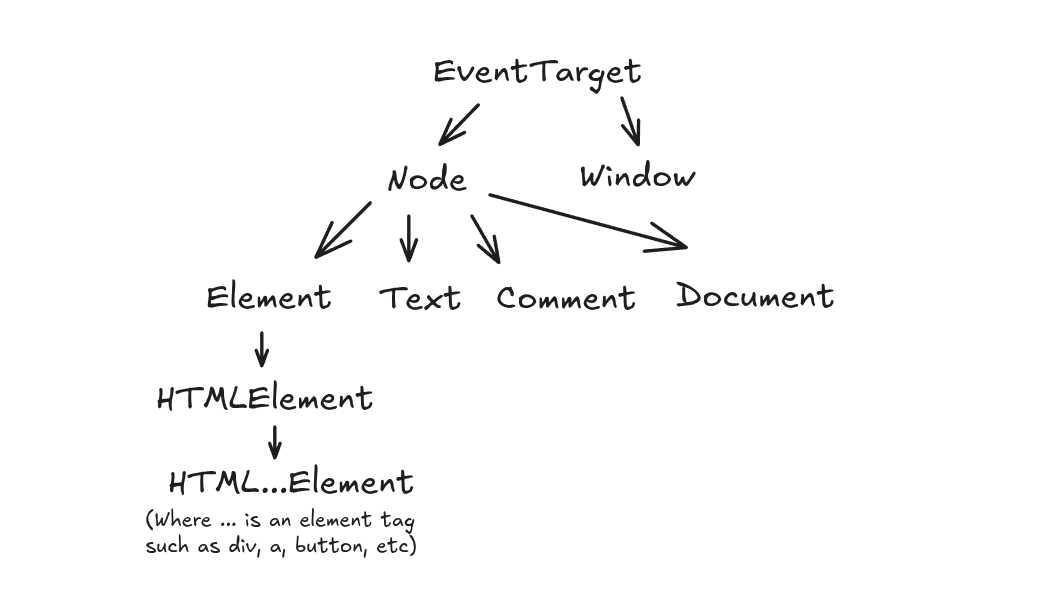 EventTarget
Node
Window
Element
Text
Comment
Document
HTMLElement
HTML...Element
(Where ... is an element tag
such as div, a, button, etc)